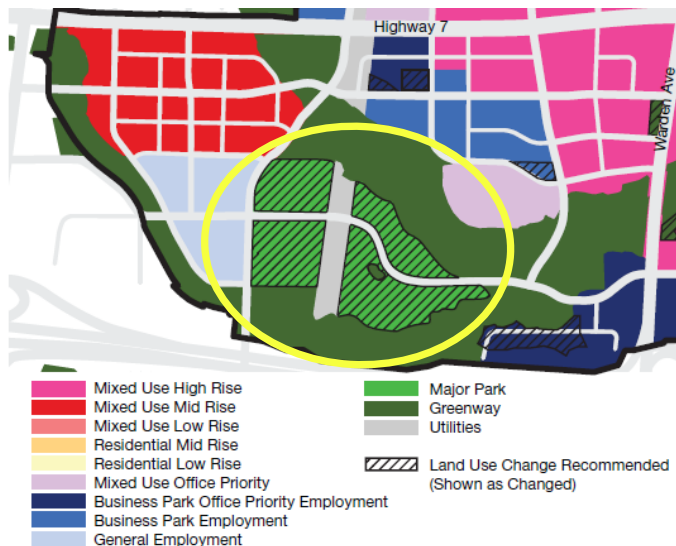 Highway 7
Warden Ave
Mixed Use High Rise
Mixed Use Mid Rise
Mixed Use Low Rise
Residential Mid Rise
Residential Low Rise
Mixed Use Office Priority
Business Park Office Priority Employment
Business Park Employment
General Employment
Major Park
Greenway
Utilities
Land Use Change Recommended
(Shown as Changed)